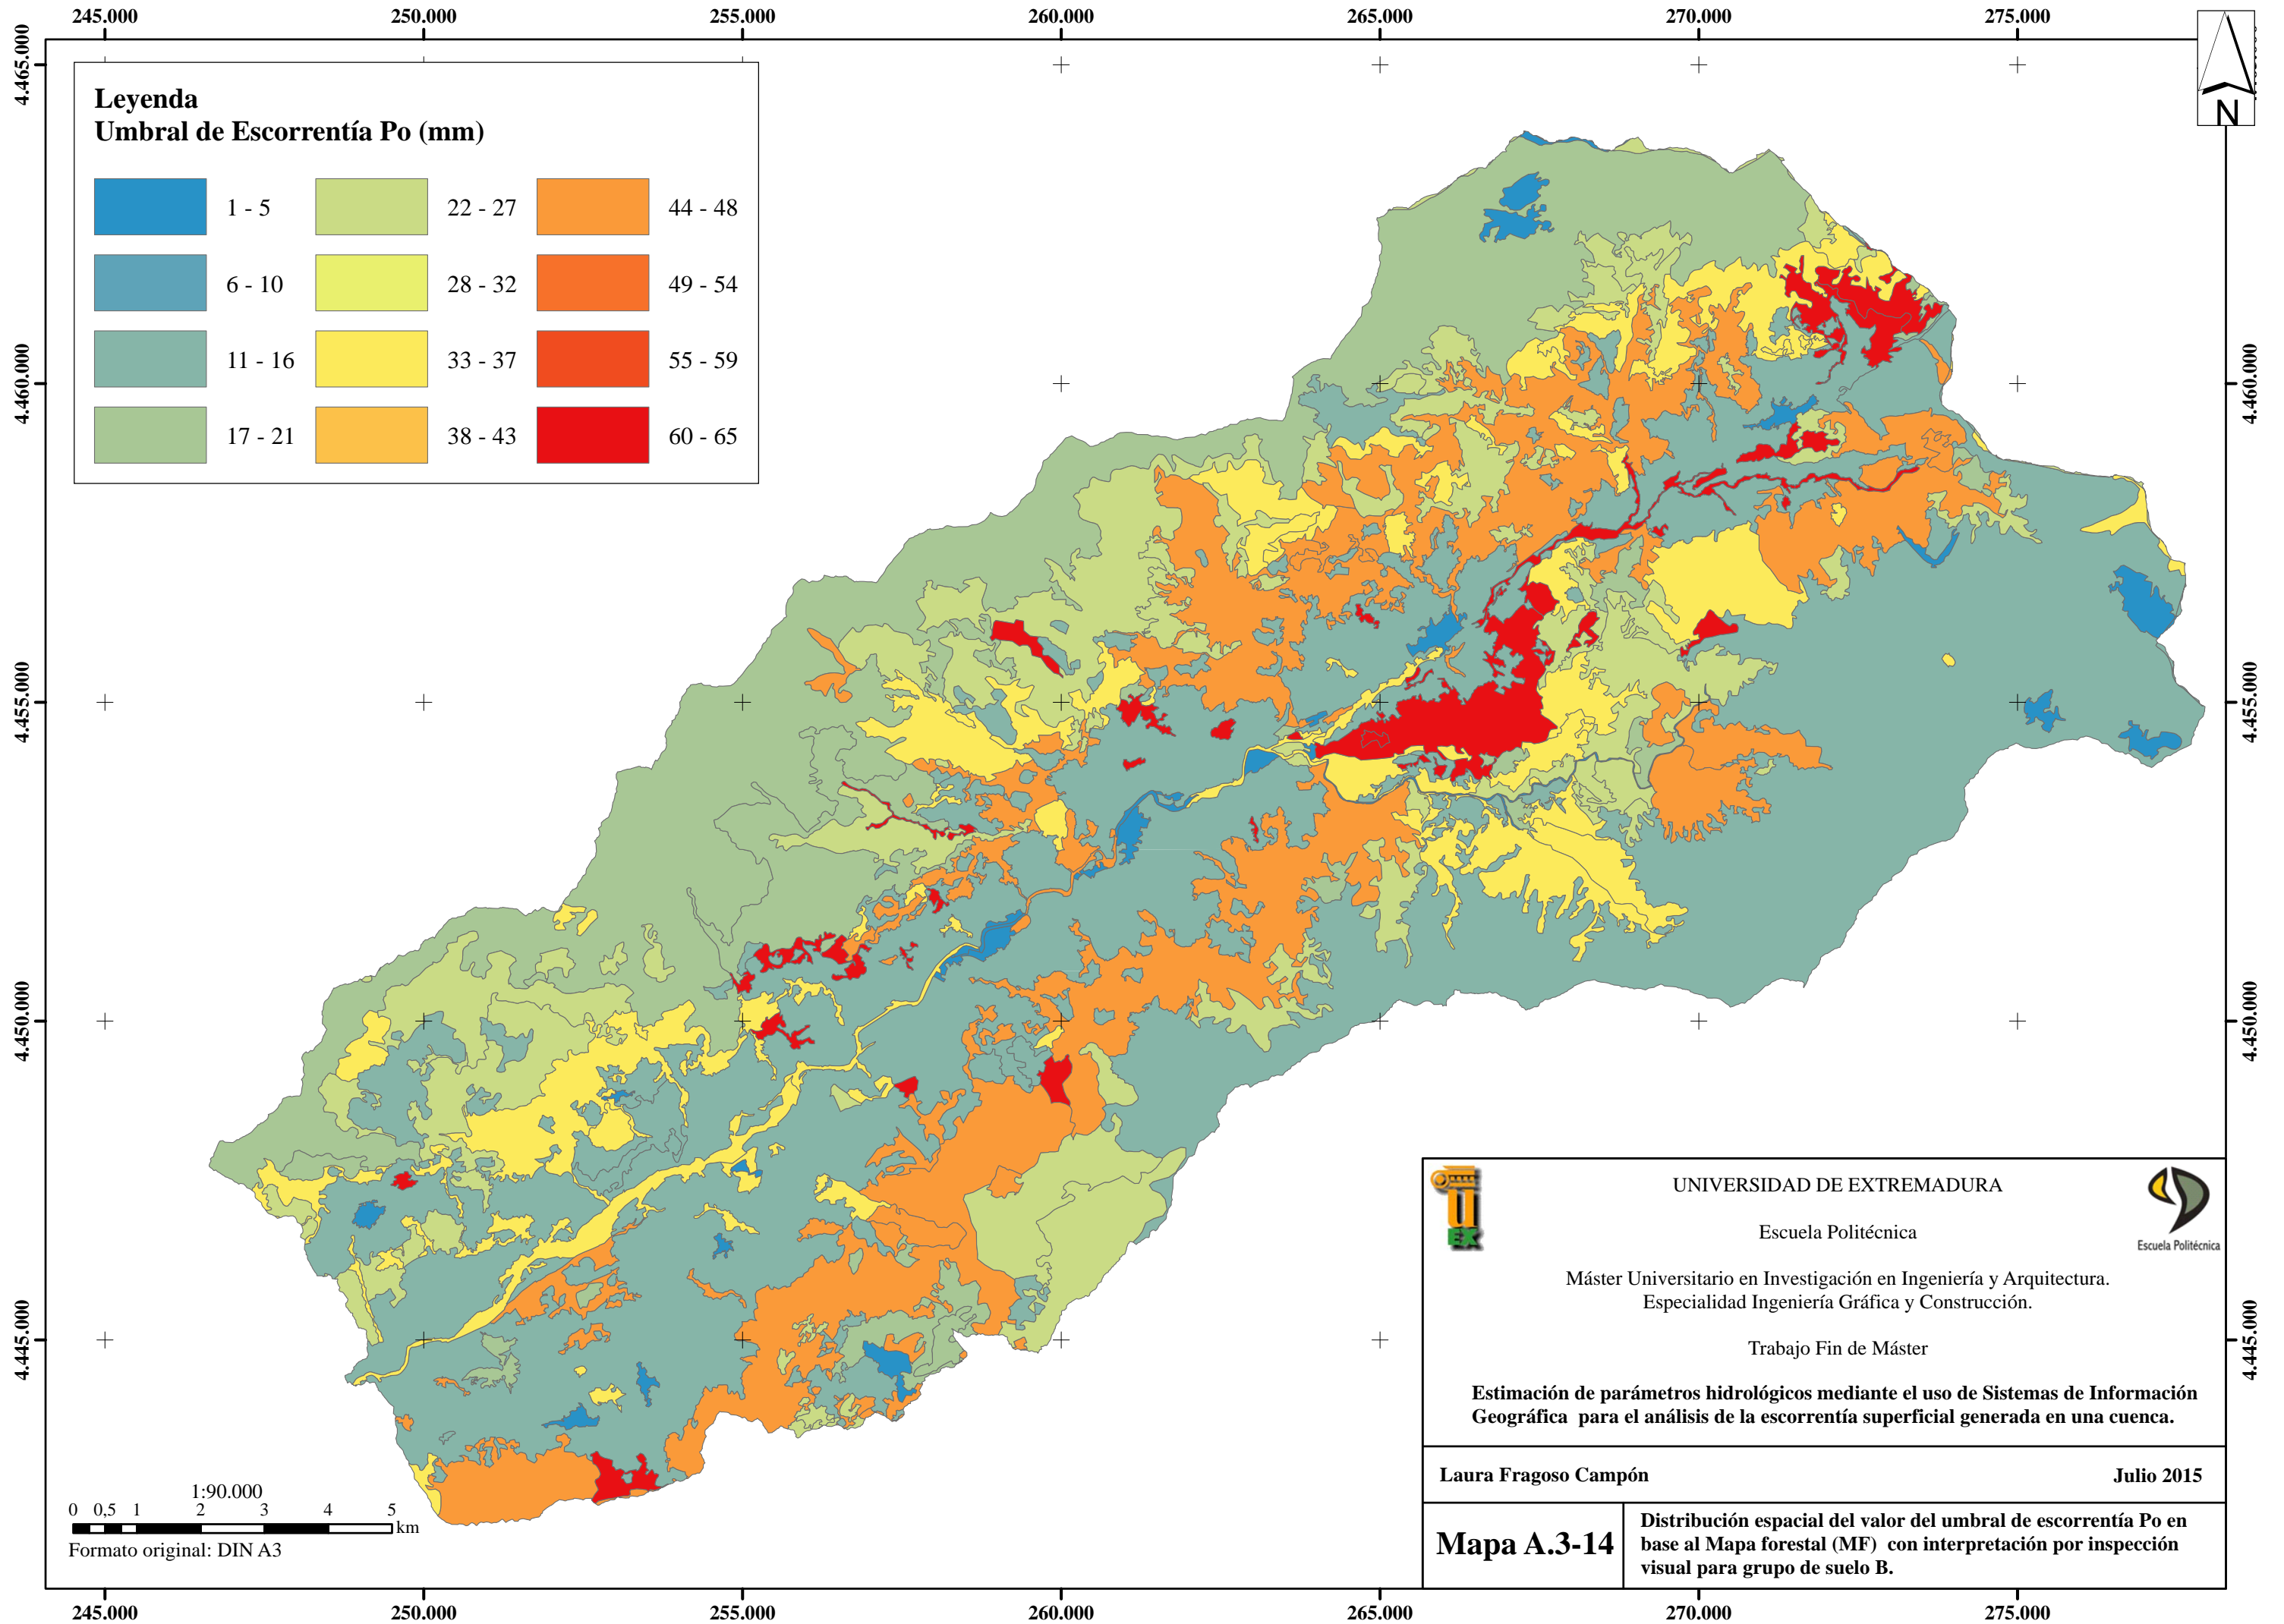 245.000 250.000 255.000 260.000 265.000 270.000 275.000
4.465.000
4.460.000
4.455.000
4.450.000
4.445.000
Leyenda
Umbral de Escorrentía Po (mm)
1 - 5
6 - 10
11 - 16
17 - 21
22 - 27
28 - 32
33 - 37
38 - 43
44 - 48
49 - 54
55 - 59
60 - 65
N
4.460.000
4.455.000
4.450.000
4.445.000
1:90.000
0 0,5 1 2 3 4 5
km
Formato original: DIN A3
UEX
UNIVERSIDAD DE EXTREMADURA
Escuela Politécnica
Escuela Politécnica
Máster Universitario en Investigación en Ingeniería y Arquitectura.
Especialidad Ingeniería Gráfica y Construcción.
Trabajo Fin de Máster
Estimación de parámetros hidrológicos mediante el uso de Sistemas de Información
Geográfica para el análisis de la escorrentía superficial generada en una cuenca.
Laura Fragoso Campón
Julio 2015
Mapa A.3-14
Distribución espacial del valor del umbral de escorrentía Po en
base al Mapa forestal (MF) con interpretación por inspección
visual para grupo de suelo B.
245.000 250.000 255.000 260.000 265.000 270.000 275.000